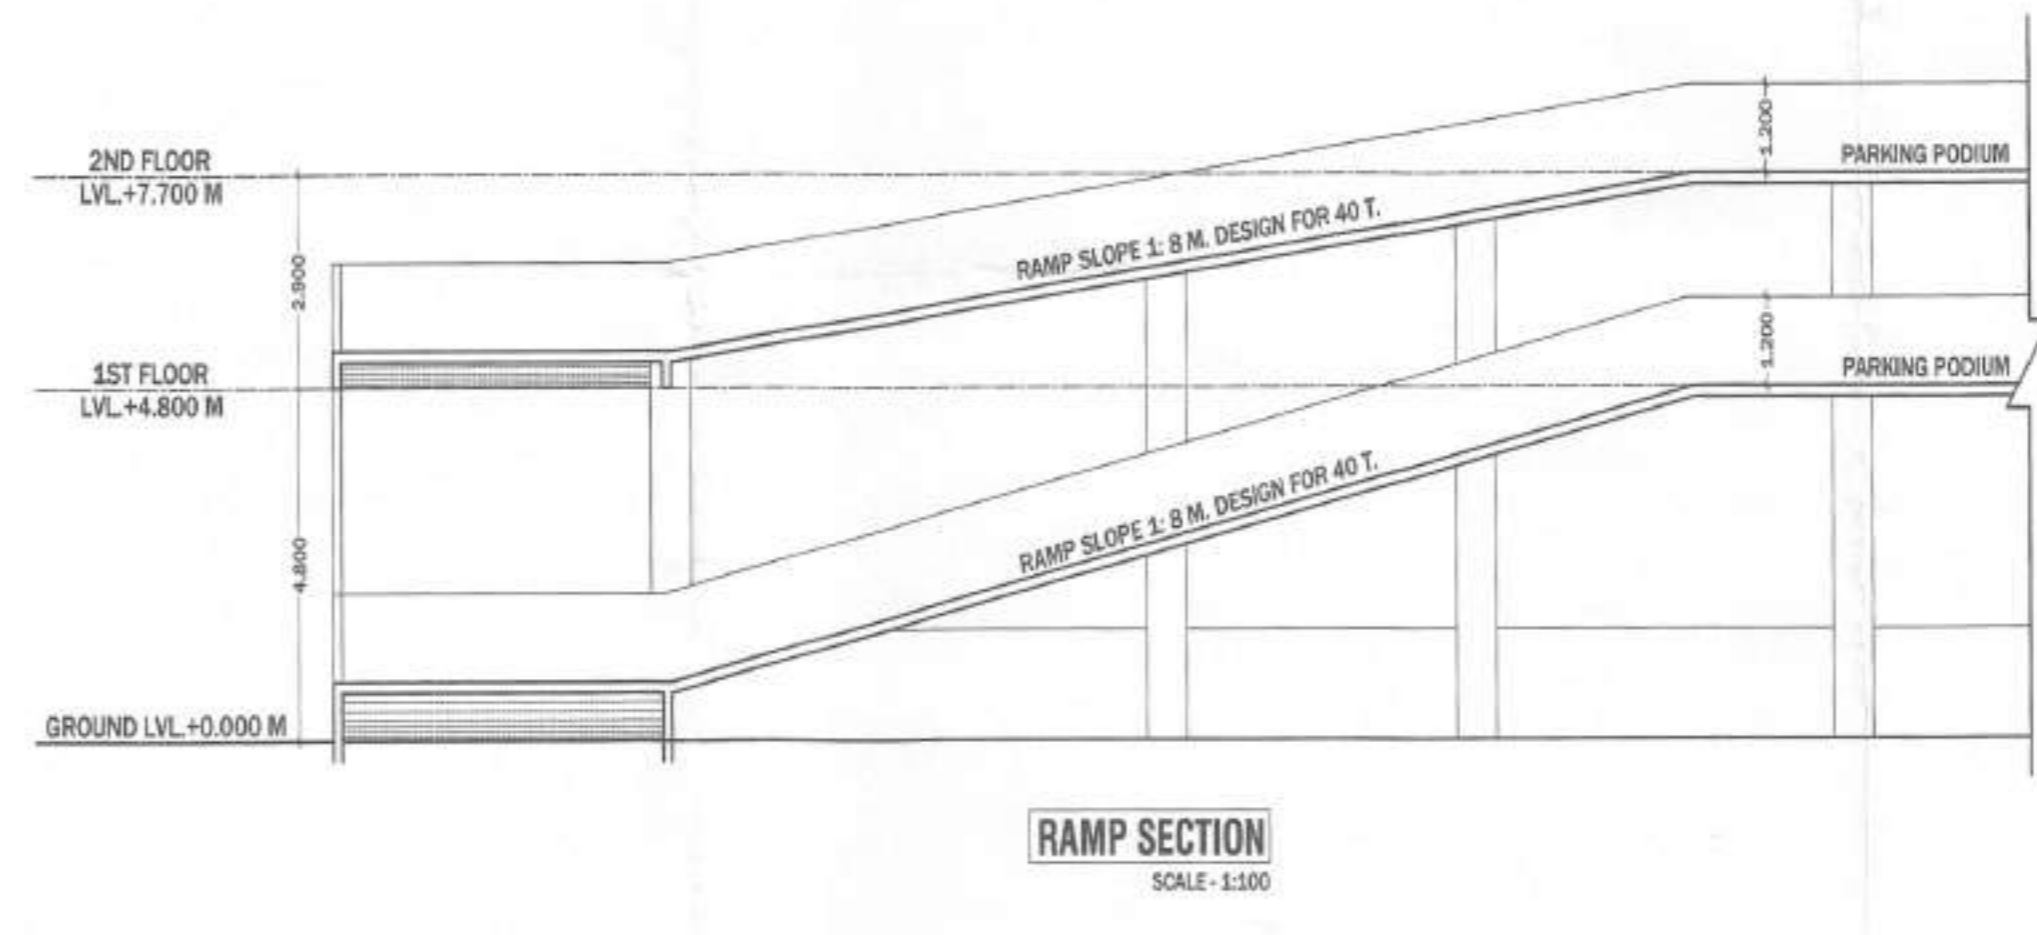 1.200
2ND FLOOR
PARKING PODIUM
LVL.+7.700 M
RAMP SLOPE 1: 8 M. DESIGN FOR 40 T.
2.900
1.200
1ST FLOOR
PARKING PODIUM
LVL.+4.800 M
RAMP SLOPE 1: 8 M. DESIGN FOR 40 T.
4.800
GROUND LVL.+0.000 M
RAMP SECTION
SCALE - 1:100